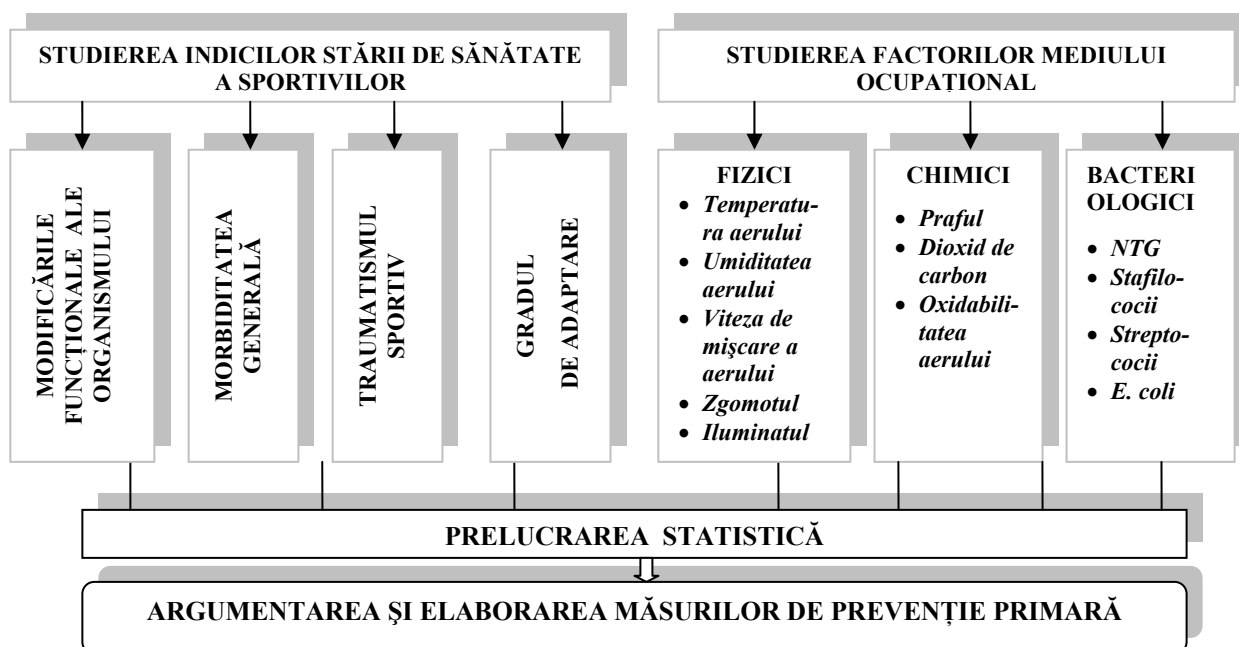 STUDIEREA INDICILOR STĂRII DE SĂNĂTATE
A SPORTIVILOR
STUDIEREA FACTORILOR MEDIULUI
OCUPAȚIONAL
MODIFICĂRILE
FUNCȚIONALE ALE
ORGANISMULUI
MORBIDITATEA
GENERALĂ
TRAUMATISMUL
SPORTIV
GRADUL
DE ADAPTARE
FIZICI
• Temperatu-
ra aerului
• Umiditatea
aerului
• Viteza de
mişcare a
aerului
• Zgomotul
• Iluminatul
CHIMICI
• Praful
• Dioxid de
carbon
• Oxidabili-
tatea
aerului
BACTERI
OLOGICI
• NTG
• Stafilo-
cocii
• Strepto-
cocii
• E. coli
PRELUCRAREA STATISTICĂ
ARGUMENTAREA ŞI ELABORAREA MĂSURILOR DE PREVENȚIE PRIMARĂ